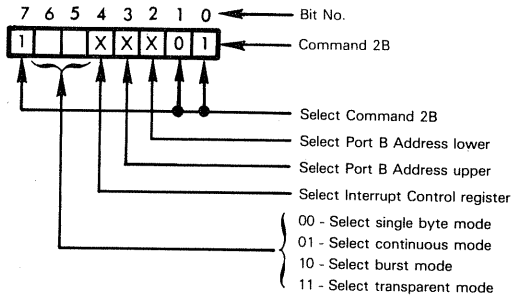 7 6 5 4 3 2 1 0 Bit No.
1 X X X 0 1 Command 2B
Select Command 2B
Select Port B Address lower
Select Port B Address upper
Select Interrupt Control register
00 - Select single byte mode
01 - Select continuous mode
10 - Select burst mode
11 - Select transparent mode